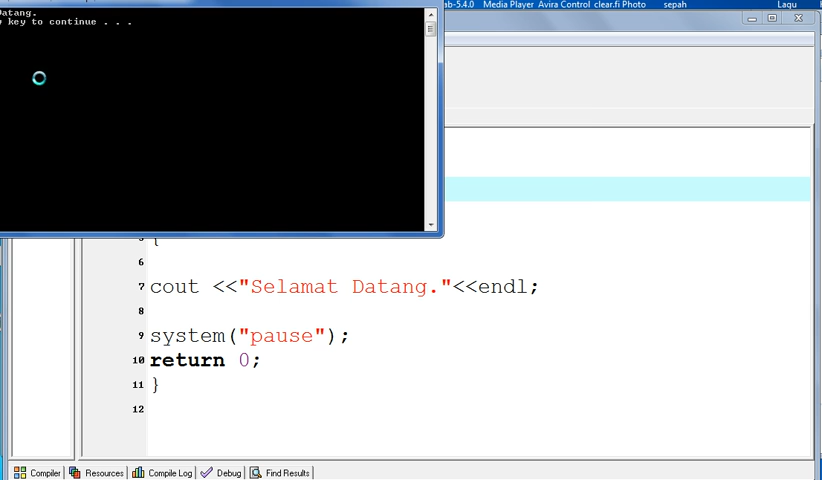 ab-5.4.0 Media Player Avira Control clear.fi Photo sepah Lagu
Datang.
y key to continue . . .
5 {
6
7 cout <<"Selamat Datang."<<endl;
8
9 system("pause");
10 return 0;
11 }
12
Compiler Resources Compile Log Debug Find Results